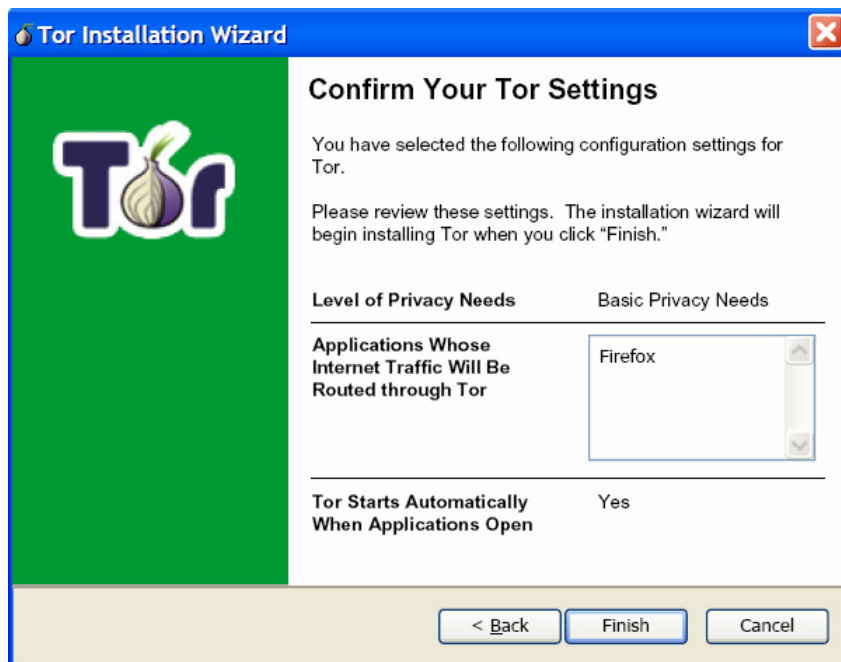 Tor Installation Wizard
Tor
Confirm Your Tor Settings
You have selected the following configuration settings for
Tor.
Please review these settings.  The installation wizard will
begin installing Tor when you click “Finish.”
Level of Privacy Needs
Basic Privacy Needs
Applications Whose
Internet Traffic Will Be
Routed through Tor
Firefox
Tor Starts Automatically
When Applications Open
Yes
< Back
Finish
Cancel